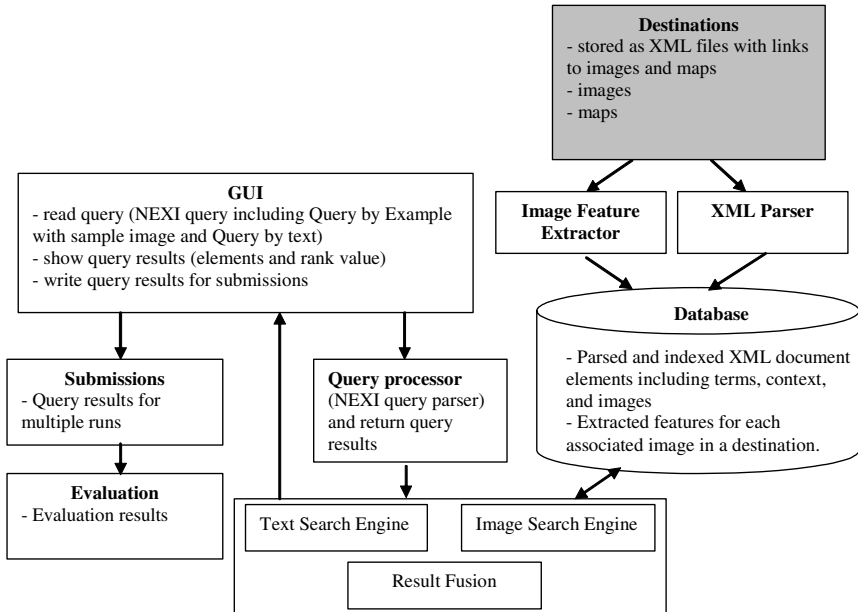 Destinations
- stored as XML files with links
to images and maps
- images
- maps
GUI
- read query (NEXI query including Query by Example
with sample image and Query by text)
- show query results (elements and rank value)
- write query results for submissions
Image Feature
Extractor
XML Parser
Database
- Parsed and indexed XML document
elements including terms, context,
and images
- Extracted features for each
associated image in a destination.
Submissions
- Query results for
multiple runs
Query processor
(NEXI query parser)
and return query
results
Evaluation
- Evaluation results
Text Search Engine
Image Search Engine
Result Fusion